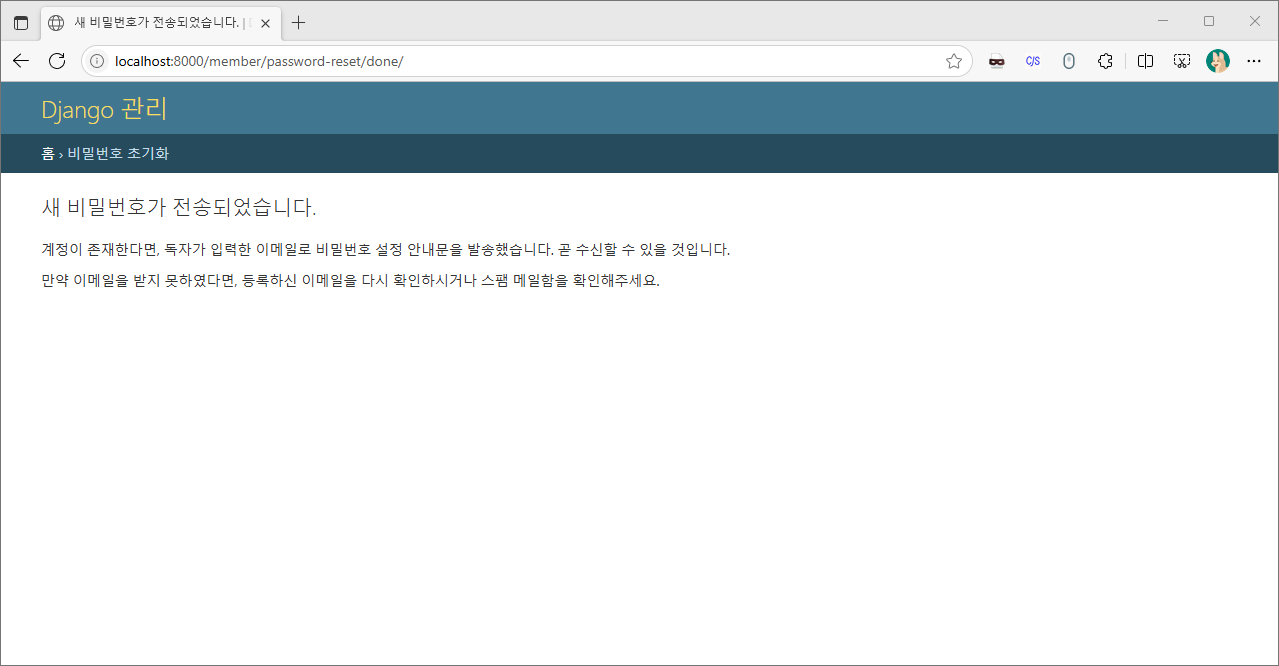 새 비밀번호가 전송되었습니다. |
localhost:8000/member/password-reset/done/
C/S
Django 관리
홈 › 비밀번호 초기화
새 비밀번호가 전송되었습니다.
계정이 존재한다면, 독자가 입력한 이메일로 비밀번호 설정 안내문을 발송했습니다. 곧 수신할 수 있을 것입니다.
만약 이메일을 받지 못하였다면, 등록하신 이메일을 다시 확인하시거나 스팸 메일함을 확인해주세요.